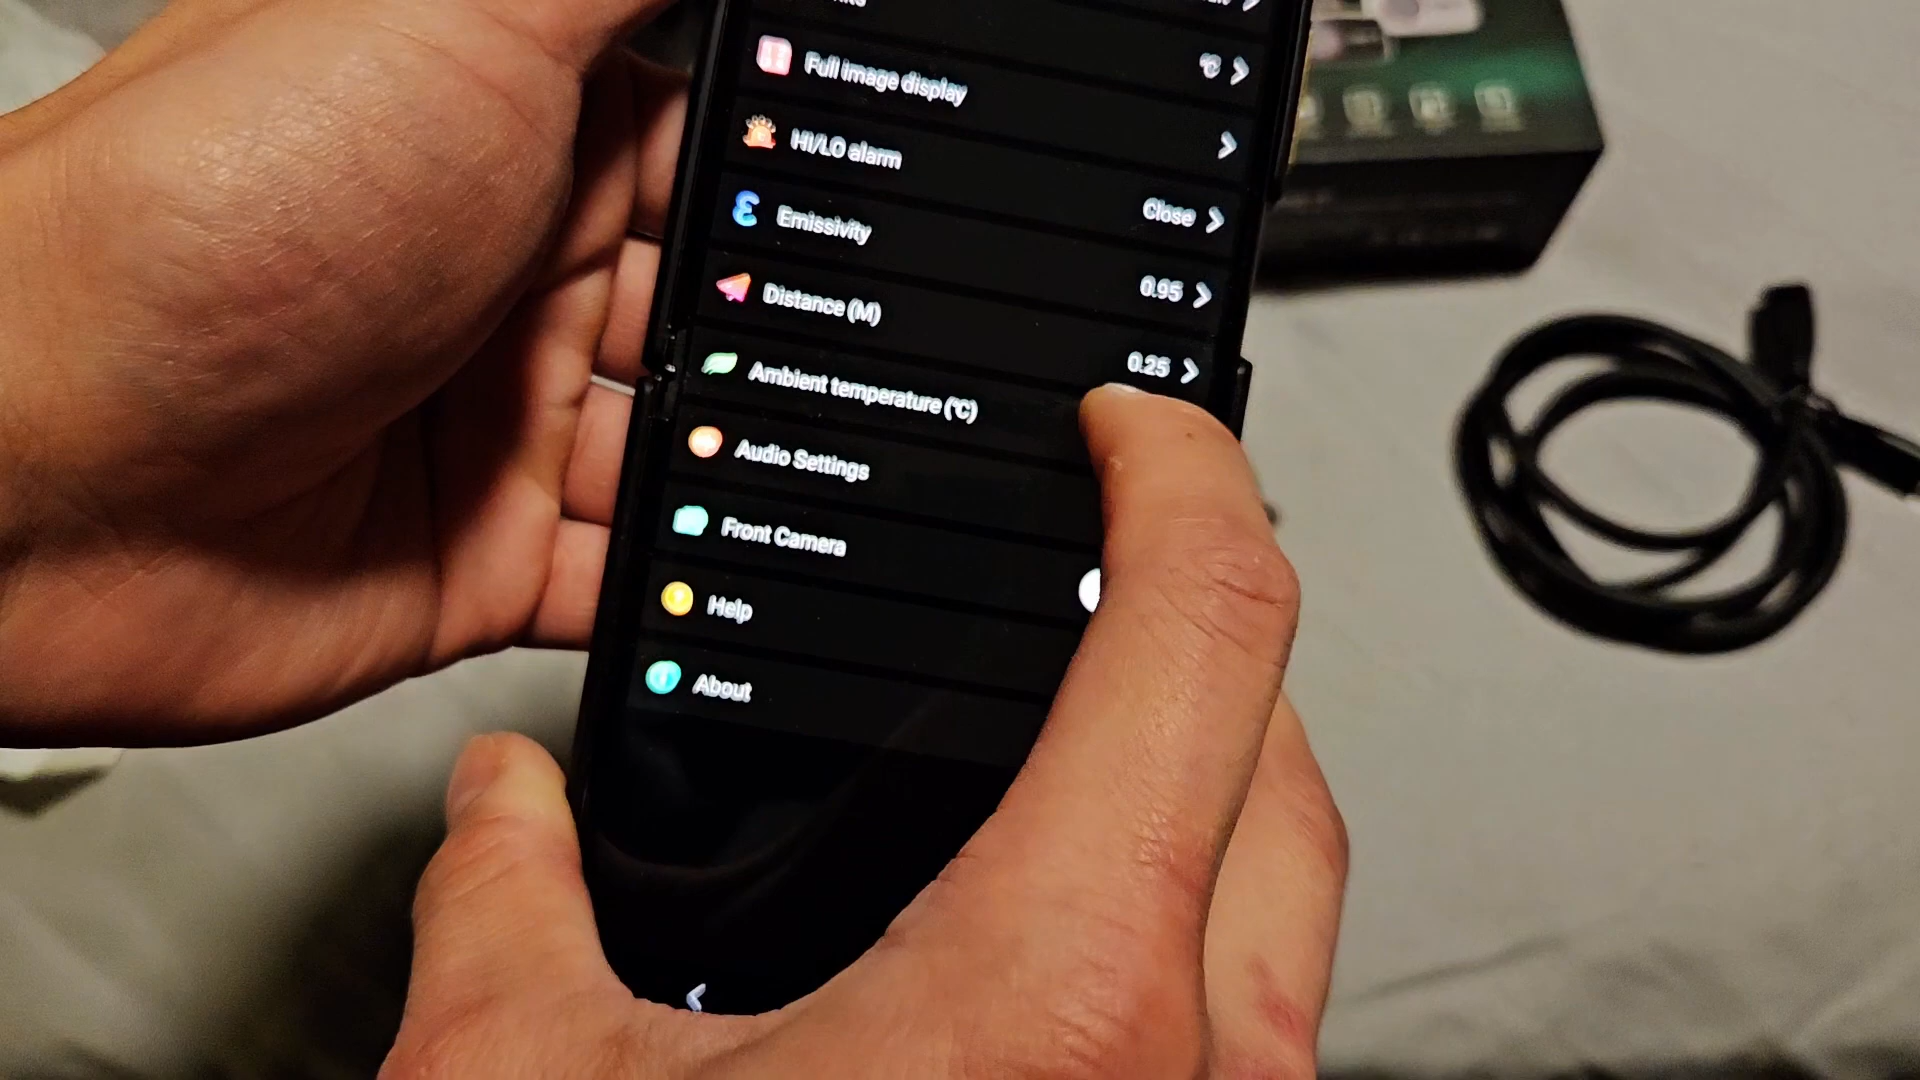 °C
Full image display
HI/LO alarm
Close
Emissivity
0.95
Distance (M)
0.25
Ambient temperature (°C)
Audio Settings
Front Camera
Help
About